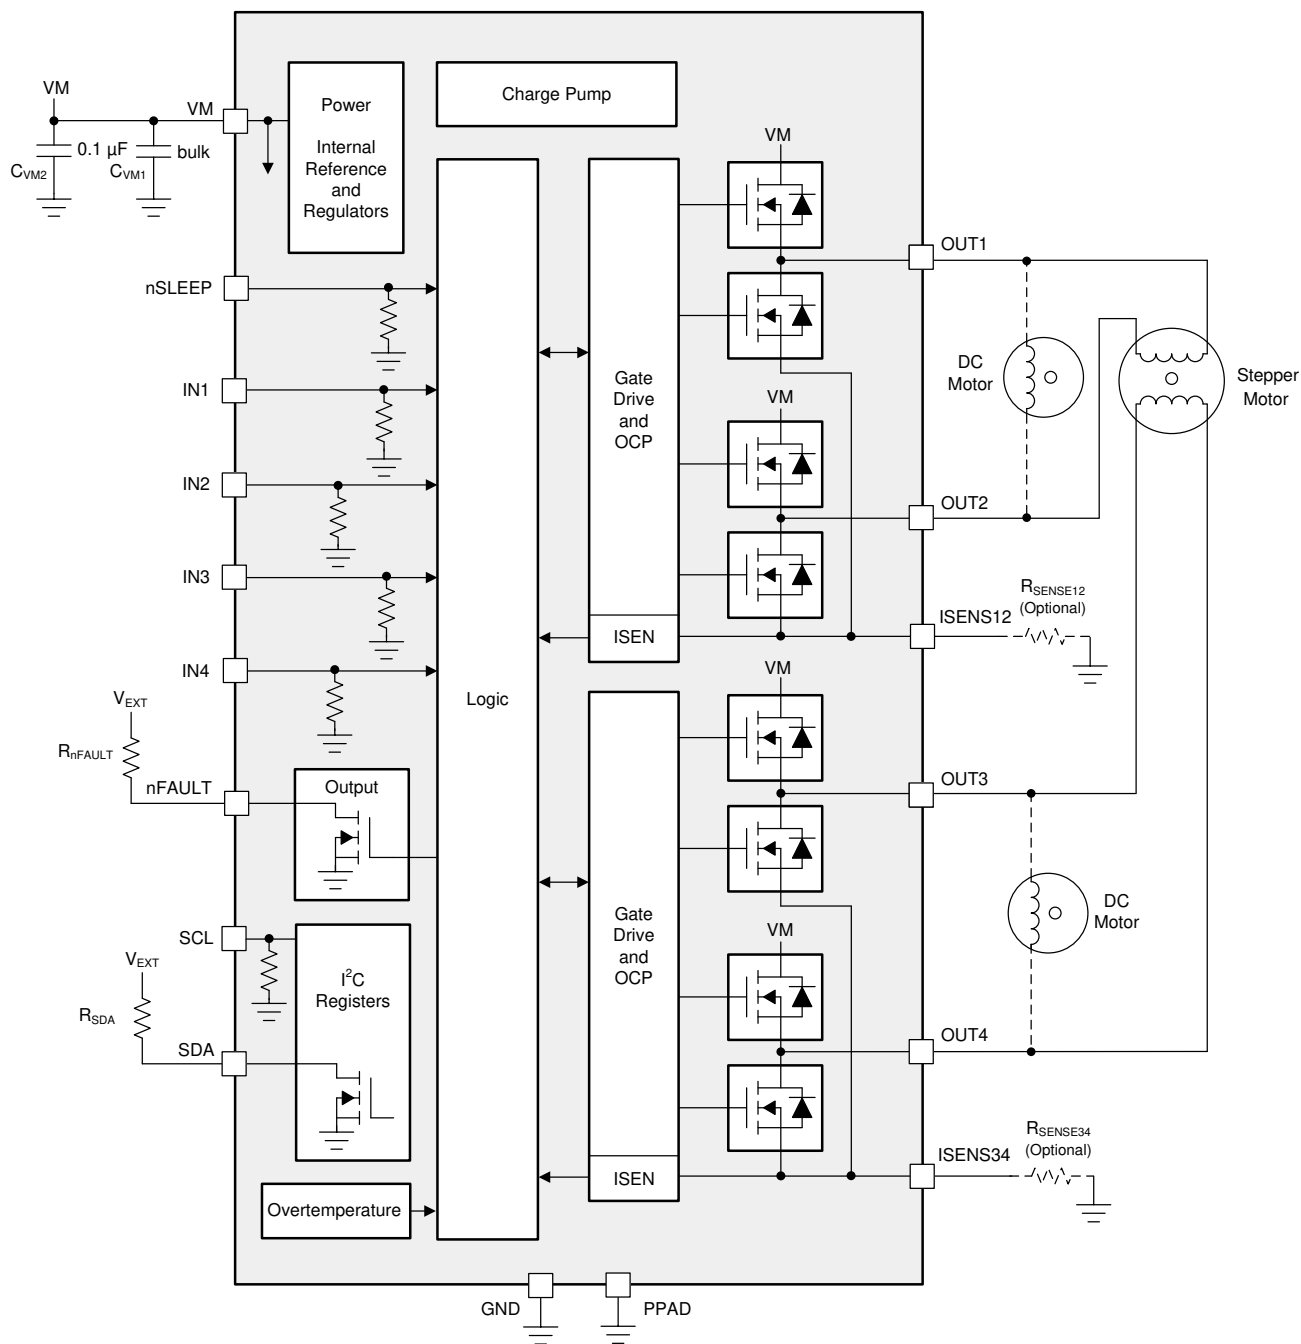 Power
Internal
Reference
and
Regulators
Charge Pump
VM
VM
0.1 µF
bulk
CVM2
CVM1
VM
OUT1
nSLEEP
DC
Motor
Stepper
Motor
Gate
Drive
and
OCP
IN1
VM
IN2
OUT2
IN3
RSENSE12
(Optional)
ISENS12
ISEN
IN4
VM
Logic
VEXT
RnFAULT
nFAULT
Output
OUT3
DC
Motor
Gate
Drive
and
OCP
SCL
VM
VEXT
I²C
Registers
RSDA
SDA
OUT4
RSENSE34
(Optional)
ISENS34
ISEN
Overtemperature
GND
PPAD